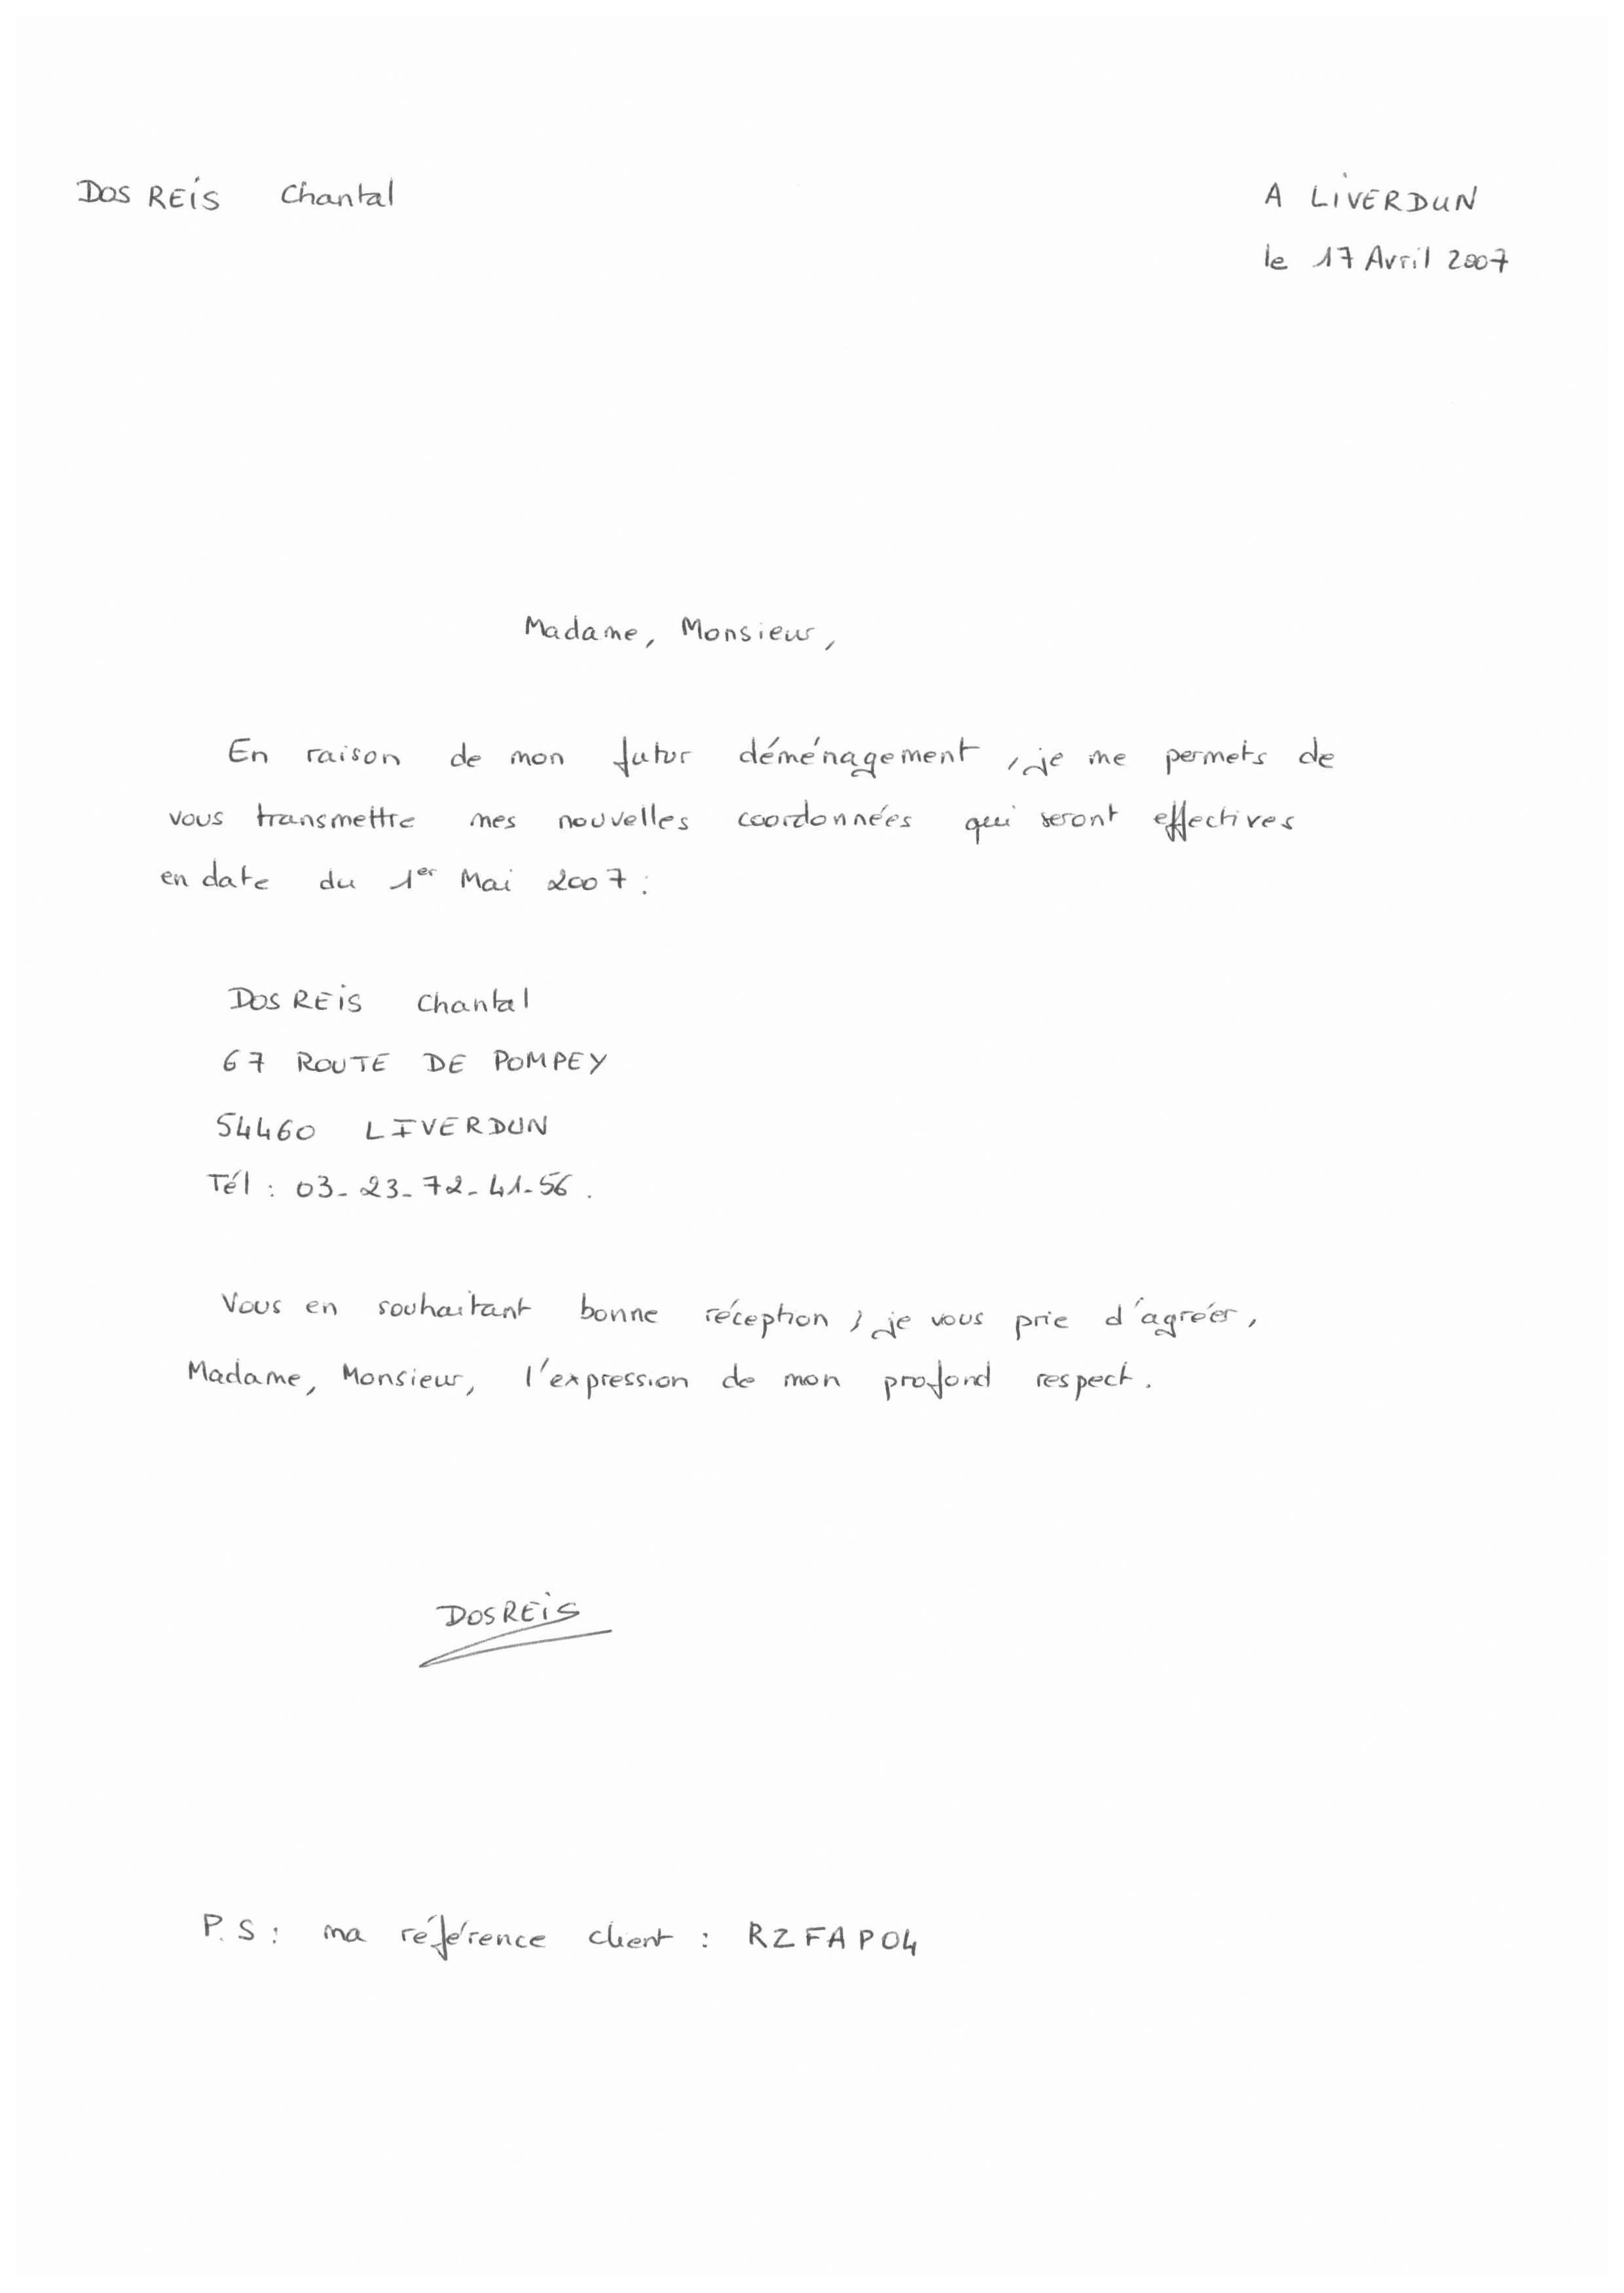 DOS REIS Chantal
A LIVERDUN
le 17 Avril 2007
Madame, Monsieur,
En raison de mon futur déménagement, je me permets de
vous transmettre mes nouvelles coordonnées qui seront effectives
en date du 1er Mai 2007 :
DOS REIS Chantal
67 ROUTE DE POMPEY
54460 LIVERDUN
Tél : 03-23-72-41-56.
Vous en souhaitant bonne réception, je vous prie d'agréer,
Madame, Monsieur, l'expression de mon profond respect.
DOS REIS
P.S : ma référence client : RZFAP04